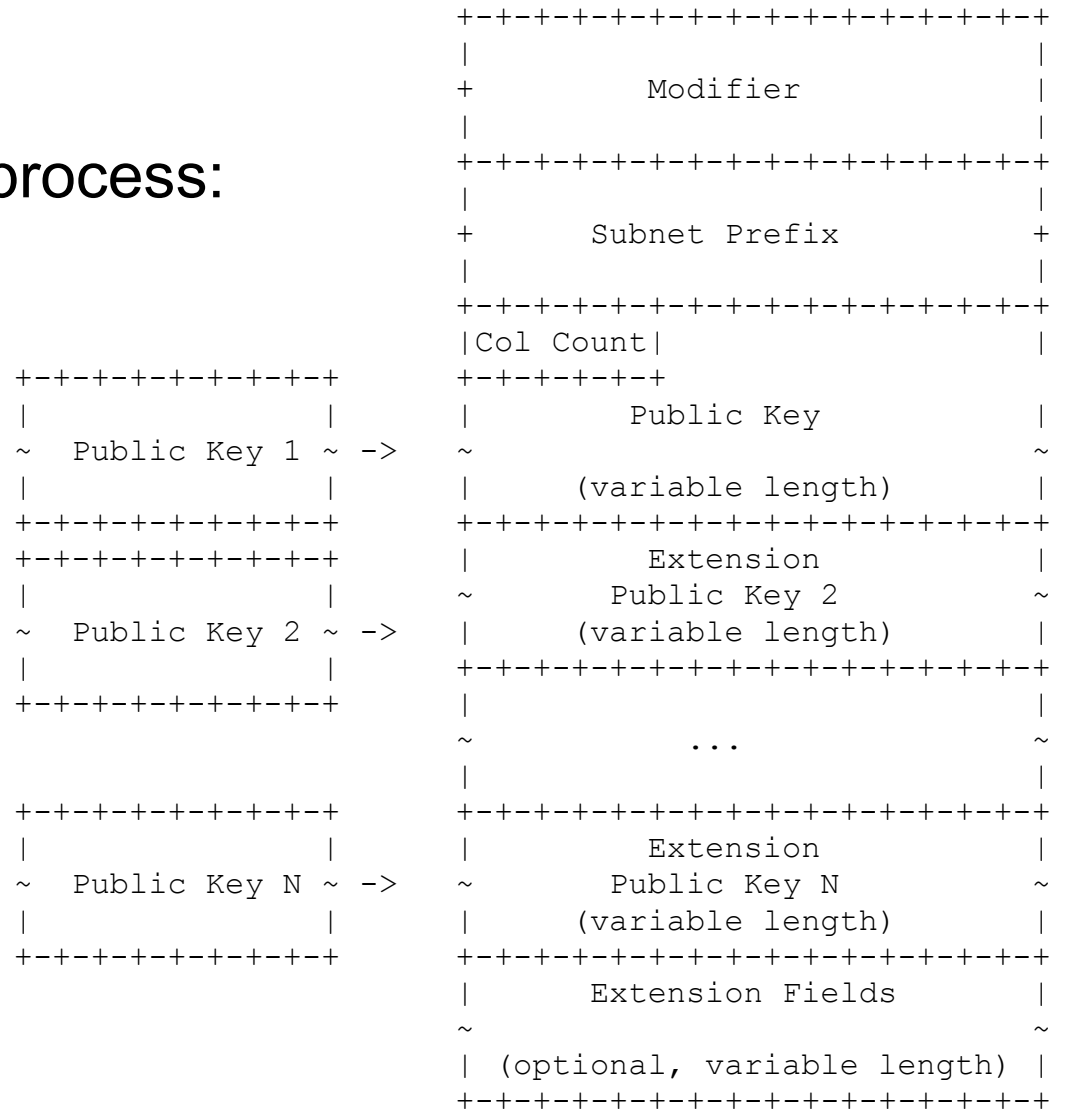 process:
+-+-+-+-+-+-+-+-+-+-+-+-+-+-+-+
|                              |
+         Modifier             |
|                              |
+-+-+-+-+-+-+-+-+-+-+-+-+-+-+-+
|                              |
+      Subnet Prefix           +
|                              |
+-+-+-+-+-+-+-+-+-+-+-+-+-+-+-+
|Col Count|                    |
+-+-+-+-+-+-+-+-+-+ +-+-+-+-+-+
| | | Public Key |
~ Public Key 1 ~ -> ~ ~
| | | (variable length) |
+-+-+-+-+-+-+-+-+-+ +-+-+-+-+-+-+-+-+-+-+-+-+-+-+-+
+-+-+-+-+-+-+-+-+-+ | Extension |
| | ~ Public Key 2 ~
~ Public Key 2 ~ -> | (variable length) |
| | +-+-+-+-+-+-+-+-+-+-+-+-+-+-+-+
+-+-+-+-+-+-+-+-+-+ | |
~ ... ~
| |
+-+-+-+-+-+-+-+-+-+ +-+-+-+-+-+-+-+-+-+-+-+-+-+-+-+
| | | Extension |
~ Public Key N ~ -> ~ Public Key N ~
| | | (variable length) |
+-+-+-+-+-+-+-+-+-+ +-+-+-+-+-+-+-+-+-+-+-+-+-+-+-+
| Extension Fields |
~ ~
| (optional, variable length) |
+-+-+-+-+-+-+-+-+-+-+-+-+-+-+-+